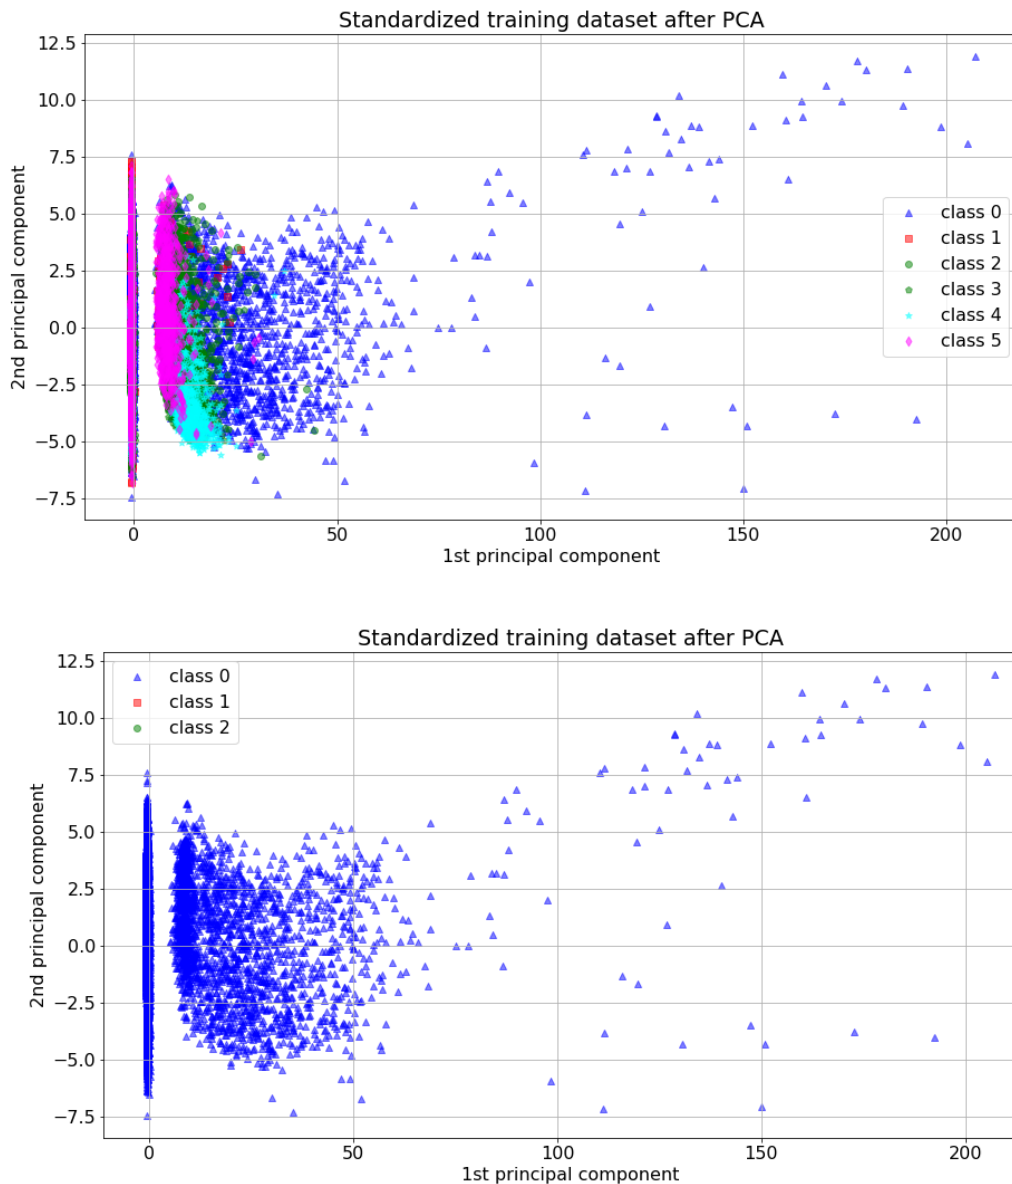 Standardized training dataset after PCA
12.5
10.0
7.5
5.0
2.5
0.0
−2.5
−5.0
−7.5
2nd principal component
class 0
class 1
class 2
class 3
class 4
class 5
0 50 100 150 200
1st principal component
Standardized training dataset after PCA
12.5
10.0
7.5
5.0
2.5
0.0
−2.5
−5.0
−7.5
2nd principal component
class 0
class 1
class 2
0 50 100 150 200
1st principal component